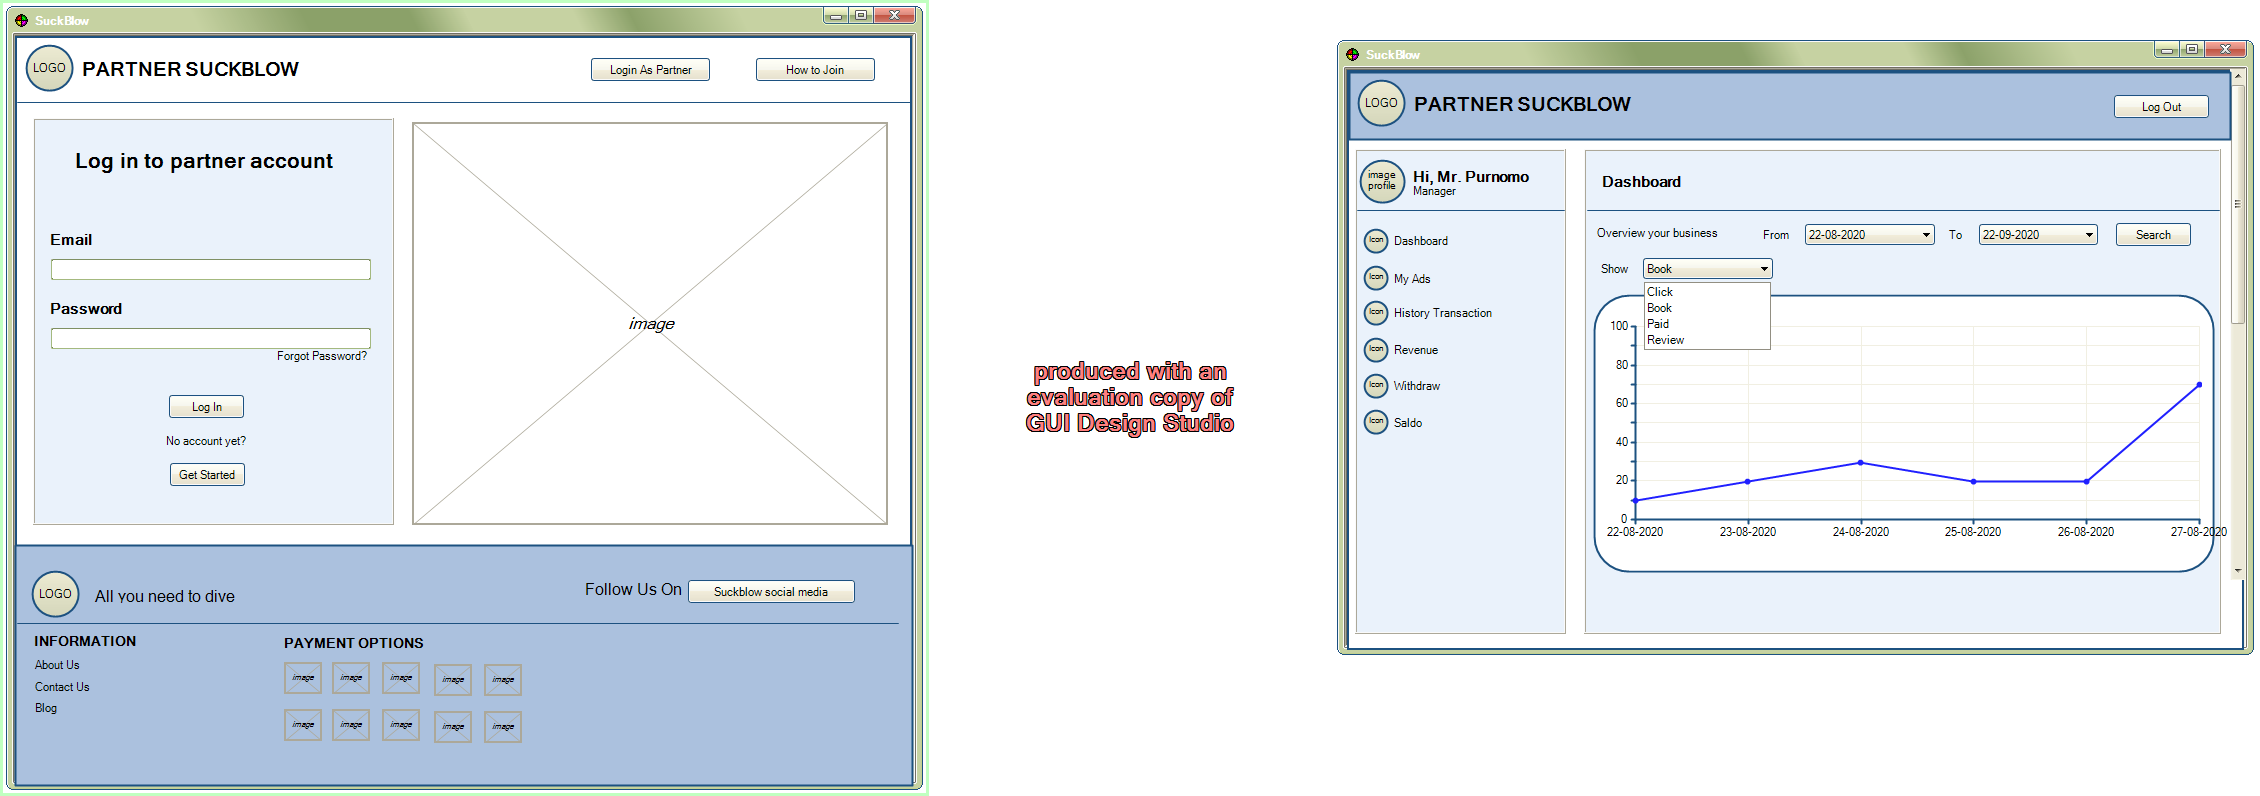 SuckBlow
LOGO
PARTNER SUCKBLOW
Login As Partner
How to Join
Log in to partner account
Email
Password
Forgot Password?
Log In
No account yet?
Get Started
image
LOGO
All you need to dive
Follow Us On
Suckblow social media
INFORMATION
About Us
Contact Us
Blog
PAYMENT OPTIONS
image image image image image
image image image image image
produced with an
evaluation copy of
GUI Design Studio
SuckBlow
LOGO
PARTNER SUCKBLOW
Log Out
image
profile
Hi, Mr. Purnomo
Manager
Icon Dashboard
Icon My Ads
Icon History Transaction
Icon Revenue
Icon Withdraw
Icon Saldo
Dashboard
Overview your business
From
22-08-2020
To
22-09-2020
Search
Show
Book
Click
Book
Paid
Review
100
80
60
40
20
0
22-08-2020 23-08-2020 24-08-2020 25-08-2020 26-08-2020 27-08-2020